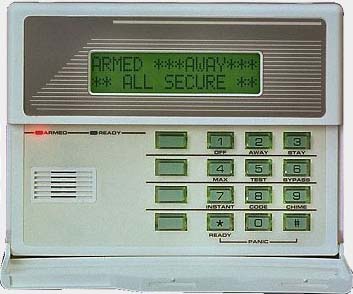 ARMED ***AWAY***
** ALL SECURE **
ARMED READY
1 2 3
OFF AWAY STAY
4 5 6
MAX TEST BYPASS
7 8 9
INSTANT CODE CHIME
* 0 #
READY
PANIC